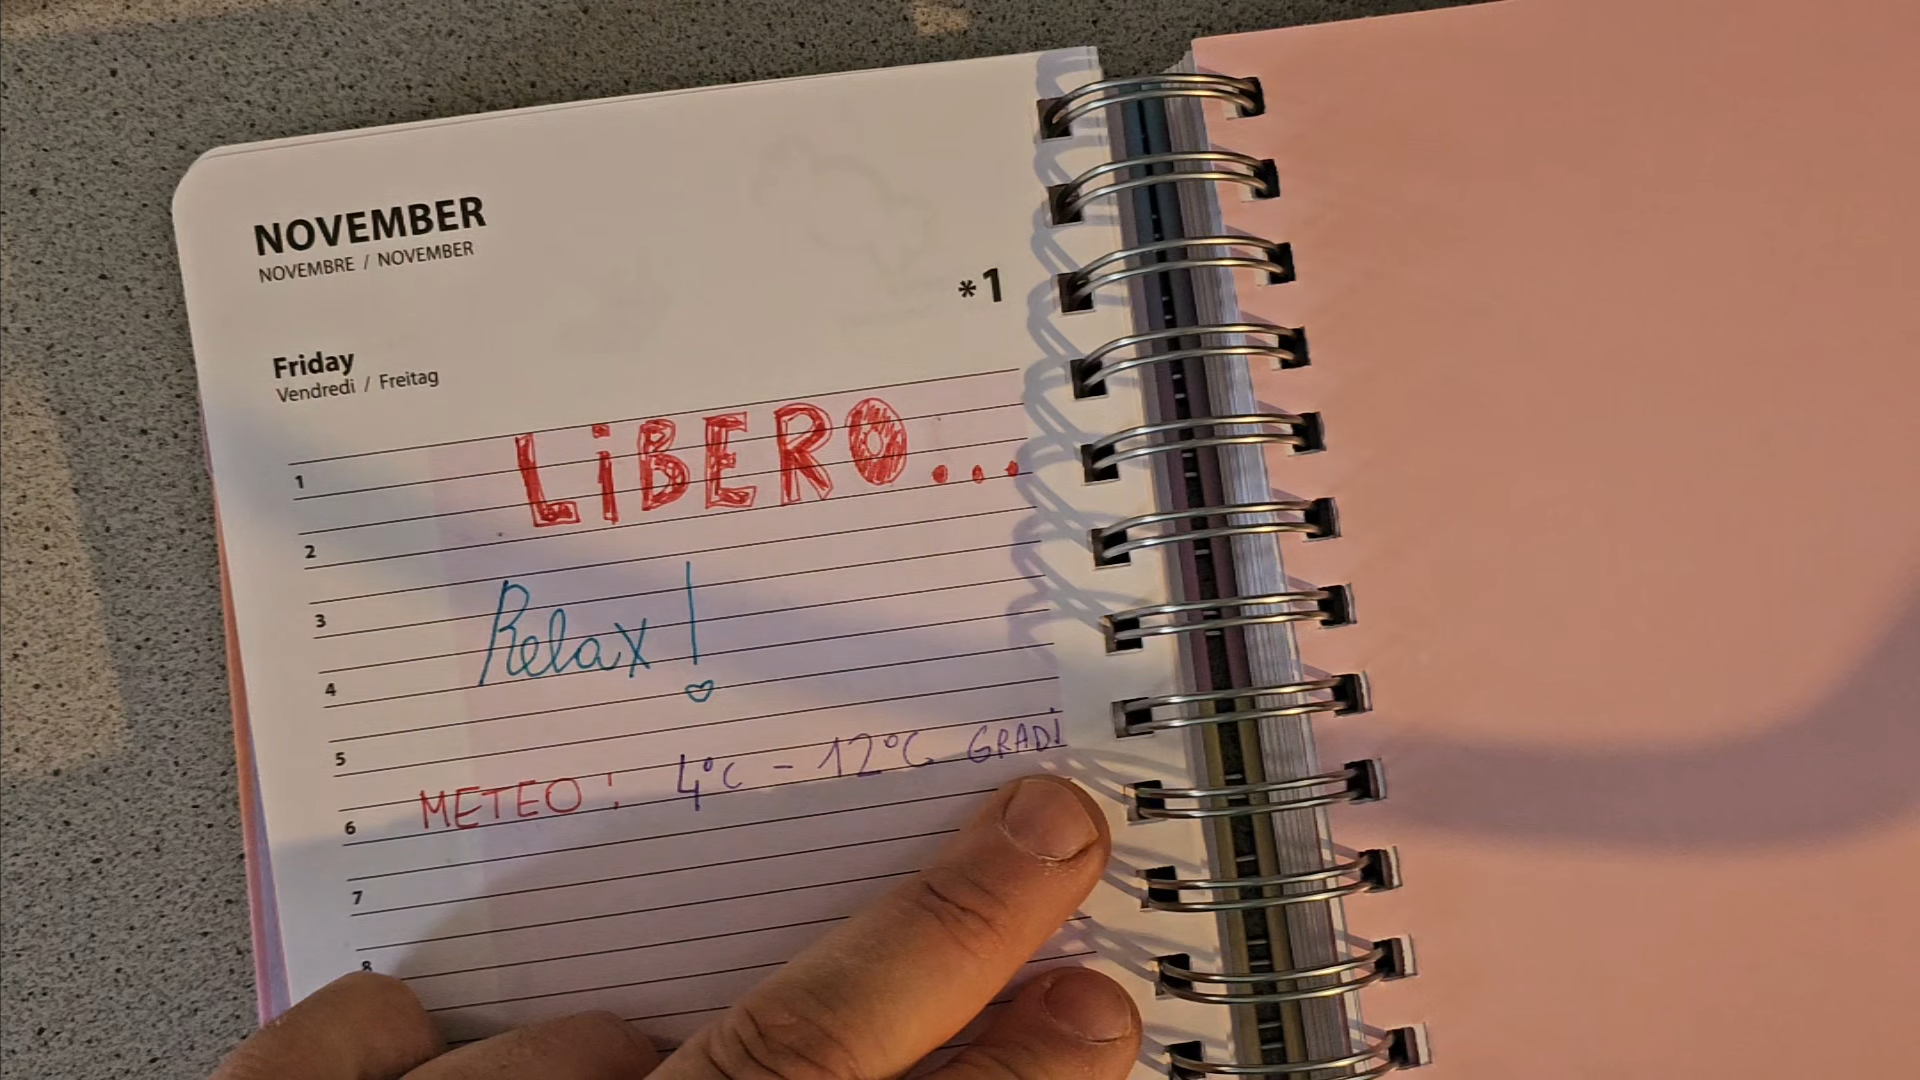 NOVEMBER
NOVEMBRE / NOVEMBER
*1
Friday
Vendredi / Freitag
LiBERO...
1
2
Relax!
3
4
5
METEO: 4°C - 12°C GRADi
6
7
8